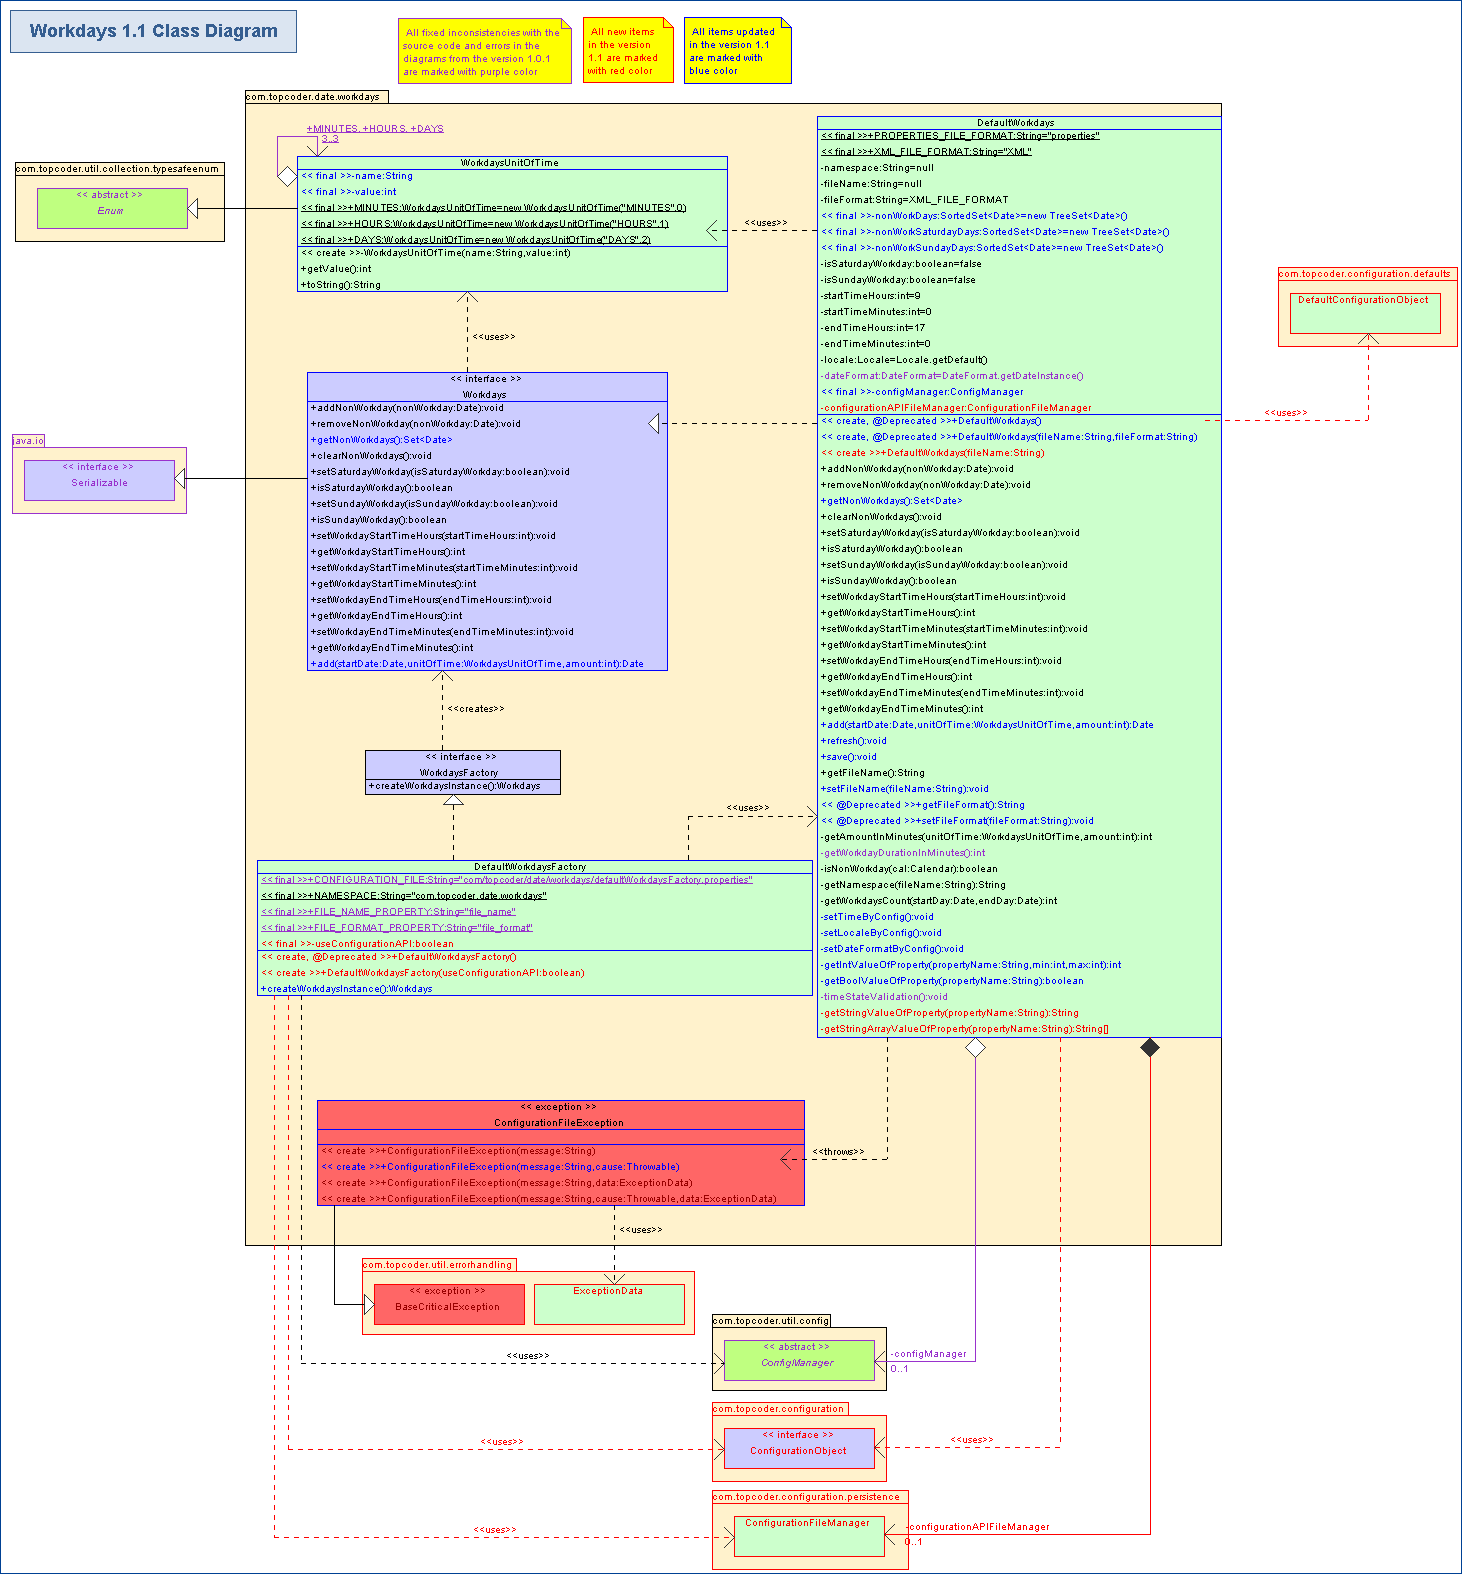 Workdays 1.1 Class Diagram
All fixed inconsistencies with the
source code and errors in the
diagrams from the version 1.0.1
are marked with purple color
All new items
in the version
1.1 are marked
with red color
All items updated
in the version 1.1
are marked with
blue color
com.topcoder.date.workdays
+MINUTES, +HOURS, +DAYS
3..3
com.topcoder.util.collection.typesafeenum
<< abstract >>
Enum
WorkdaysUnitOfTime
<< final >>-name:String
<< final >>-value:int
<< final >>+MINUTES:WorkdaysUnitOfTime=new WorkdaysUnitOfTime("MINUTES",0)
<< final >>+HOURS:WorkdaysUnitOfTime=new WorkdaysUnitOfTime("HOURS",1)
<< final >>+DAYS:WorkdaysUnitOfTime=new WorkdaysUnitOfTime("DAYS",2)
<< create >>-WorkdaysUnitOfTime(name:String,value:int)
+getValue():int
+toString():String
<<uses>>
<<uses>>
java.io
<< interface >>
Serializable
<< interface >>
Workdays
+addNonWorkday(nonWorkday:Date):void
+removeNonWorkday(nonWorkday:Date):void
+getNonWorkdays():Set<Date>
+clearNonWorkdays():void
+setSaturdayWorkday(isSaturdayWorkday:boolean):void
+isSaturdayWorkday():boolean
+setSundayWorkday(isSundayWorkday:boolean):void
+isSundayWorkday():boolean
+setWorkdayStartTimeHours(startTimeHours:int):void
+getWorkdayStartTimeHours():int
+setWorkdayStartTimeMinutes(startTimeMinutes:int):void
+getWorkdayStartTimeMinutes():int
+setWorkdayEndTimeHours(endTimeHours:int):void
+getWorkdayEndTimeHours():int
+setWorkdayEndTimeMinutes(endTimeMinutes:int):void
+getWorkdayEndTimeMinutes():int
+add(startDate:Date,unitOfTime:WorkdaysUnitOfTime,amount:int):Date
<<creates>>
<< interface >>
WorkdaysFactory
+createWorkdaysInstance():Workdays
<<uses>>
DefaultWorkdaysFactory
<< final >>+CONFIGURATION_FILE:String="com/topcoder/date/workdays/defaultWorkdaysFactory.properties"
<< final >>+NAMESPACE:String="com.topcoder.date.workdays"
<< final >>+FILE_NAME_PROPERTY:String="file_name"
<< final >>+FILE_FORMAT_PROPERTY:String="file_format"
<< final >>-useConfigurationAPI:boolean
<< create, @Deprecated >>+DefaultWorkdaysFactory()
<< create >>+DefaultWorkdaysFactory(useConfigurationAPI:boolean)
+createWorkdaysInstance():Workdays
DefaultWorkdays
<< final >>+PROPERTIES_FILE_FORMAT:String="properties"
<< final >>+XML_FILE_FORMAT:String="XML"
-namespace:String=null
-fileName:String=null
-fileFormat:String=XML_FILE_FORMAT
<< final >>-nonWorkDays:SortedSet<Date>=new TreeSet<Date>()
<< final >>-nonWorkSaturdayDays:SortedSet<Date>=new TreeSet<Date>()
<< final >>-nonWorkSundayDays:SortedSet<Date>=new TreeSet<Date>()
-isSaturdayWorkday:boolean=false
-isSundayWorkday:boolean=false
-startTimeHours:int=9
-startTimeMinutes:int=0
-endTimeHours:int=17
-endTimeMinutes:int=0
-locale:Locale=Locale.getDefault()
-dateFormat:DateFormat=DateFormat.getDateInstance()
<< final >>-configManager:ConfigManager
-configurationAPIFileManager:ConfigurationFileManager
<< create, @Deprecated >>+DefaultWorkdays()
<< create, @Deprecated >>+DefaultWorkdays(fileName:String,fileFormat:String)
<< create >>+DefaultWorkdays(fileName:String)
+addNonWorkday(nonWorkday:Date):void
+removeNonWorkday(nonWorkday:Date):void
+getNonWorkdays():Set<Date>
+clearNonWorkdays():void
+setSaturdayWorkday(isSaturdayWorkday:boolean):void
+isSaturdayWorkday():boolean
+setSundayWorkday(isSundayWorkday:boolean):void
+isSundayWorkday():boolean
+setWorkdayStartTimeHours(startTimeHours:int):void
+getWorkdayStartTimeHours():int
+setWorkdayStartTimeMinutes(startTimeMinutes:int):void
+getWorkdayStartTimeMinutes():int
+setWorkdayEndTimeHours(endTimeHours:int):void
+getWorkdayEndTimeHours():int
+setWorkdayEndTimeMinutes(endTimeMinutes:int):void
+getWorkdayEndTimeMinutes():int
+add(startDate:Date,unitOfTime:WorkdaysUnitOfTime,amount:int):Date
+refresh():void
+save():void
+getFileName():String
+setFileName(fileName:String):void
<< @Deprecated >>+getFileFormat():String
<< @Deprecated >>+setFileFormat(fileFormat:String):void
-getAmountInMinutes(unitOfTime:WorkdaysUnitOfTime,amount:int):int
-getWorkdayDurationInMinutes():int
-isNonWorkday(cal:Calendar):boolean
-getNamespace(fileName:String):String
-getWorkdaysCount(startDay:Date,endDay:Date):int
-setTimeByConfig():void
-setLocaleByConfig():void
-setDateFormatByConfig():void
-getIntValueOfProperty(propertyName:String,min:int,max:int):int
-getBoolValueOfProperty(propertyName:String):boolean
-timeStateValidation():void
-getStringValueOfProperty(propertyName:String):String
-getStringArrayValueOfProperty(propertyName:String):String[]
com.topcoder.configuration.defaults
DefaultConfigurationObject
<<uses>>
<< exception >>
ConfigurationFileException
<< create >>+ConfigurationFileException(message:String)
<< create >>+ConfigurationFileException(message:String,cause:Throwable)
<< create >>+ConfigurationFileException(message:String,data:ExceptionData)
<< create >>+ConfigurationFileException(message:String,cause:Throwable,data:ExceptionData)
<<throws>>
<<uses>>
com.topcoder.util.errorhandling
<< exception >>
BaseCriticalException
ExceptionData
com.topcoder.util.config
<< abstract >>
ConfigManager
<<uses>>
-configManager
0..1
com.topcoder.configuration
<< interface >>
ConfigurationObject
<<uses>>
<<uses>>
com.topcoder.configuration.persistence
ConfigurationFileManager
<<uses>>
-configurationAPIFileManager
0..1